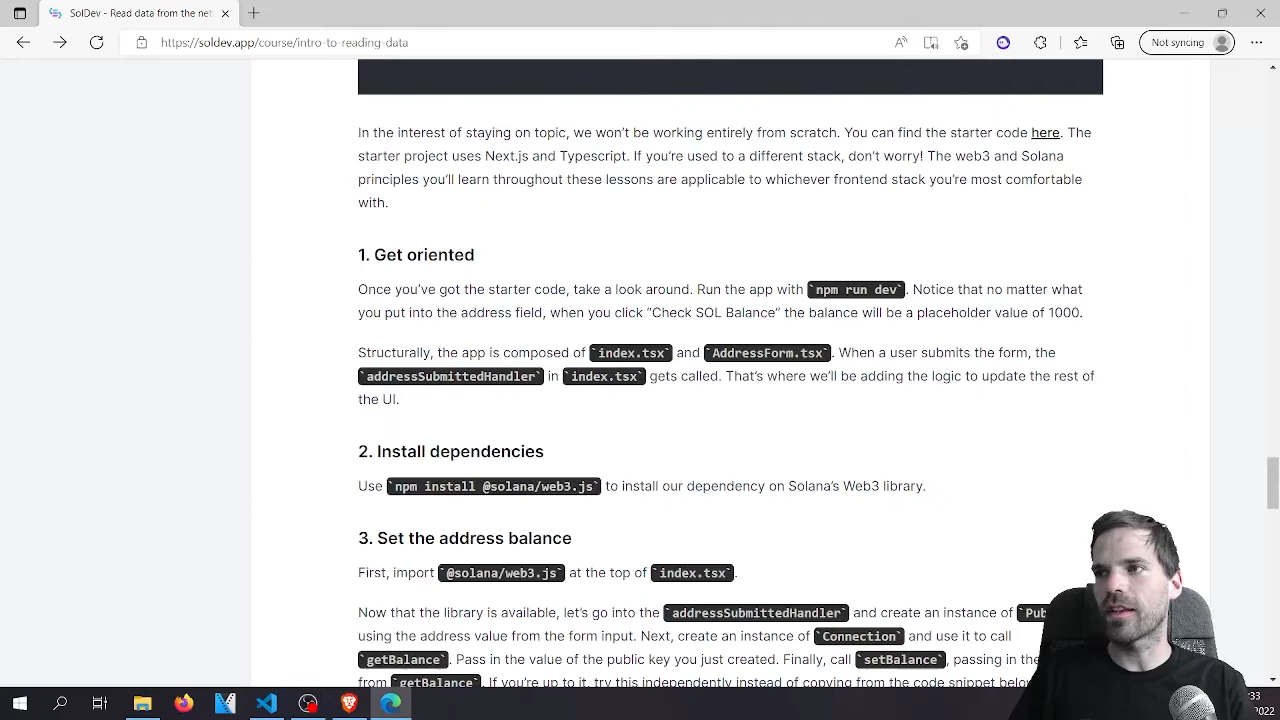 SolDev - Read data from the net
https://soldev.app/course/intro-to-reading-data
Not syncing
In the interest of staying on topic, we won’t be working entirely from scratch. You can find the starter code here. The
starter project uses Next.js and Typescript. If you’re used to a different stack, don’t worry! The web3 and Solana
principles you’ll learn throughout these lessons are applicable to whichever frontend stack you’re most comfortable
with.
1. Get oriented
Once you’ve got the starter code, take a look around. Run the app with `npm run dev`. Notice that no matter what
you put into the address field, when you click “Check SOL Balance” the balance will be a placeholder value of 1000.
Structurally, the app is composed of `index.tsx` and `AddressForm.tsx`. When a user submits the form, the
`addressSubmittedHandler` in `index.tsx` gets called. That’s where we’ll be adding the logic to update the rest of
the UI.
2. Install dependencies
Use `npm install @solana/web3.js` to install our dependency on Solana’s Web3 library.
3. Set the address balance
First, import `@solana/web3.js` at the top of `index.tsx`.
Now that the library is available, let’s go into the `addressSubmittedHandler` and create an instance of `Pub
using the address value from the form input. Next, create an instance of `Connection` and use it to call
`getBalance`. Pass in the value of the public key you just created. Finally, call `setBalance`, passing in the
from `getBalance`. If you’re up to it, try this independently instead of copying from the code snippet below
33
2022